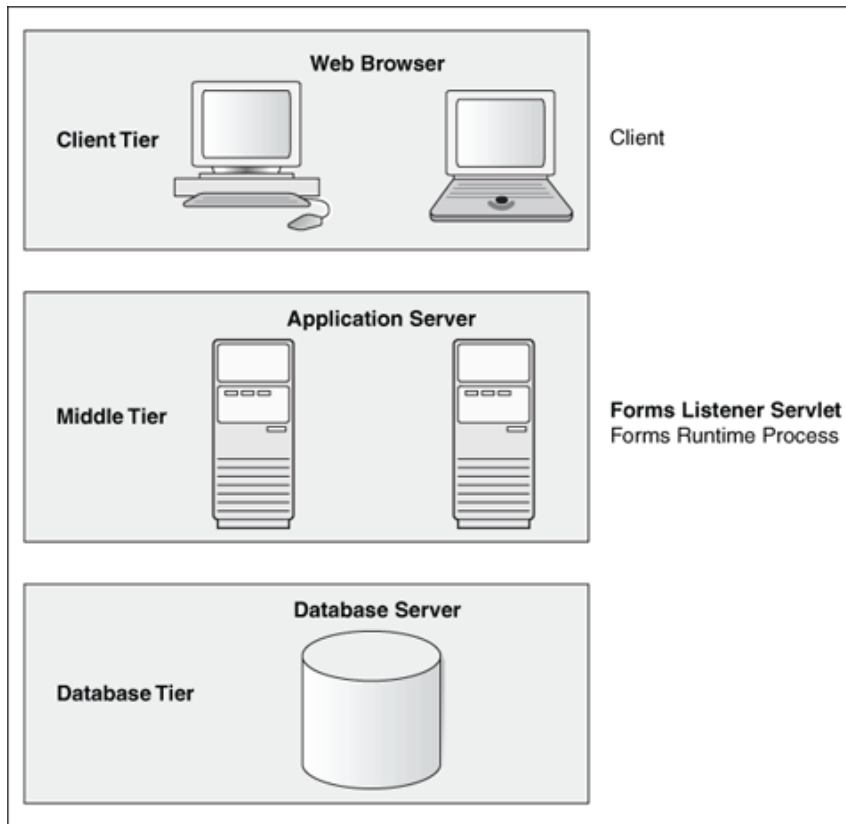 Web Browser
Client Tier
Client
Application Server
Middle Tier
Forms Listener Servlet
Forms Runtime Process
Database Server
Database Tier